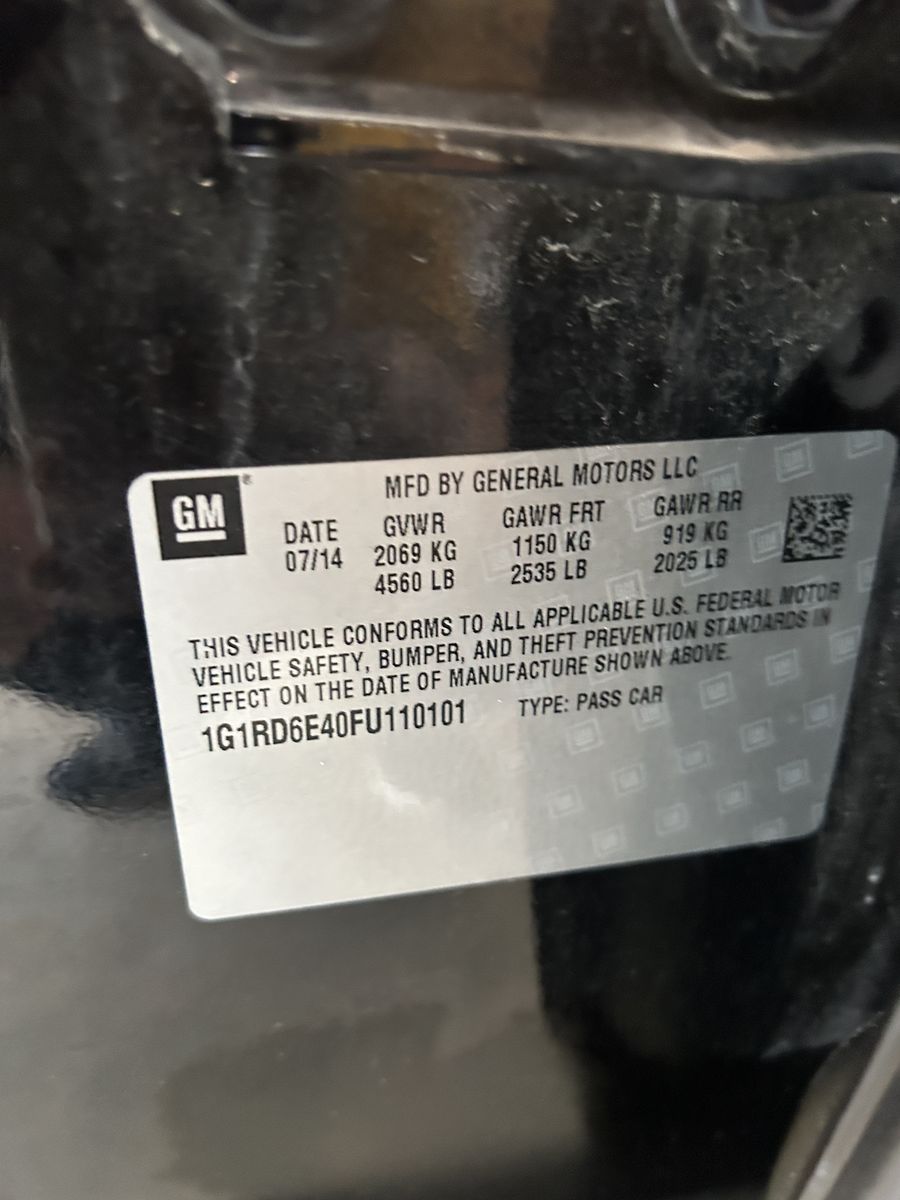 GM®
MFD BY GENERAL MOTORS LLC
DATE GVWR GAWR FRT GAWR RR
07/14 2069 KG 1150 KG 919 KG
4560 LB 2535 LB 2025 LB
THIS VEHICLE CONFORMS TO ALL APPLICABLE U.S. FEDERAL MOTOR
VEHICLE SAFETY, BUMPER, AND THEFT PREVENTION STANDARDS IN
EFFECT ON THE DATE OF MANUFACTURE SHOWN ABOVE.
1G1RD6E40FU110101 TYPE: PASS CAR